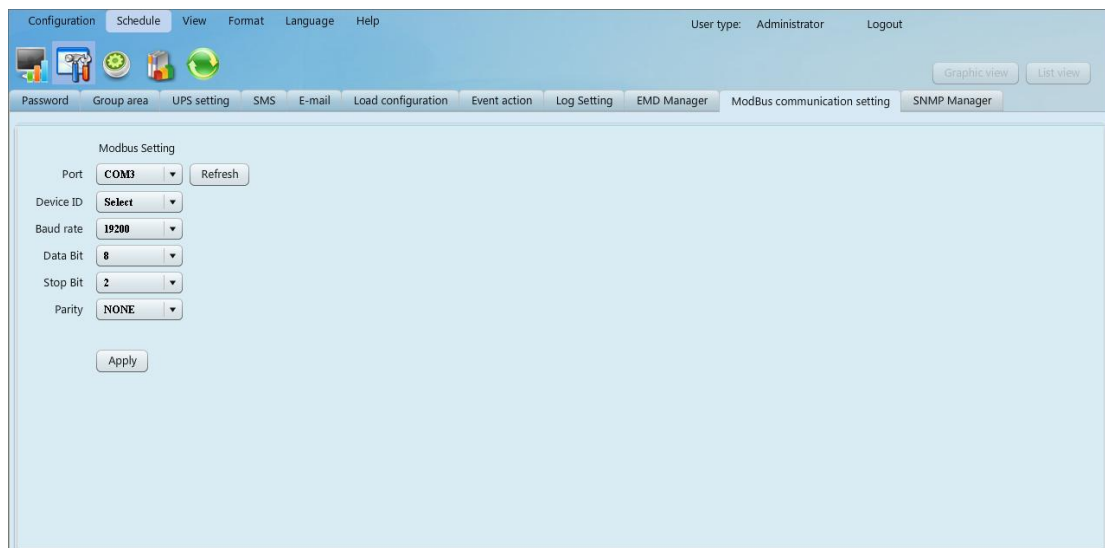 Configuration Schedule View Format Language Help User type: Administrator Logout
Graphic view List view
Password Group area UPS setting SMS E-mail Load configuration Event action Log Setting EMD Manager ModBus communication setting SNMP Manager
Modbus Setting
Port COM3 Refresh
Device ID Select
Baud rate 19200
Data Bit 8
Stop Bit 2
Parity NONE
Apply